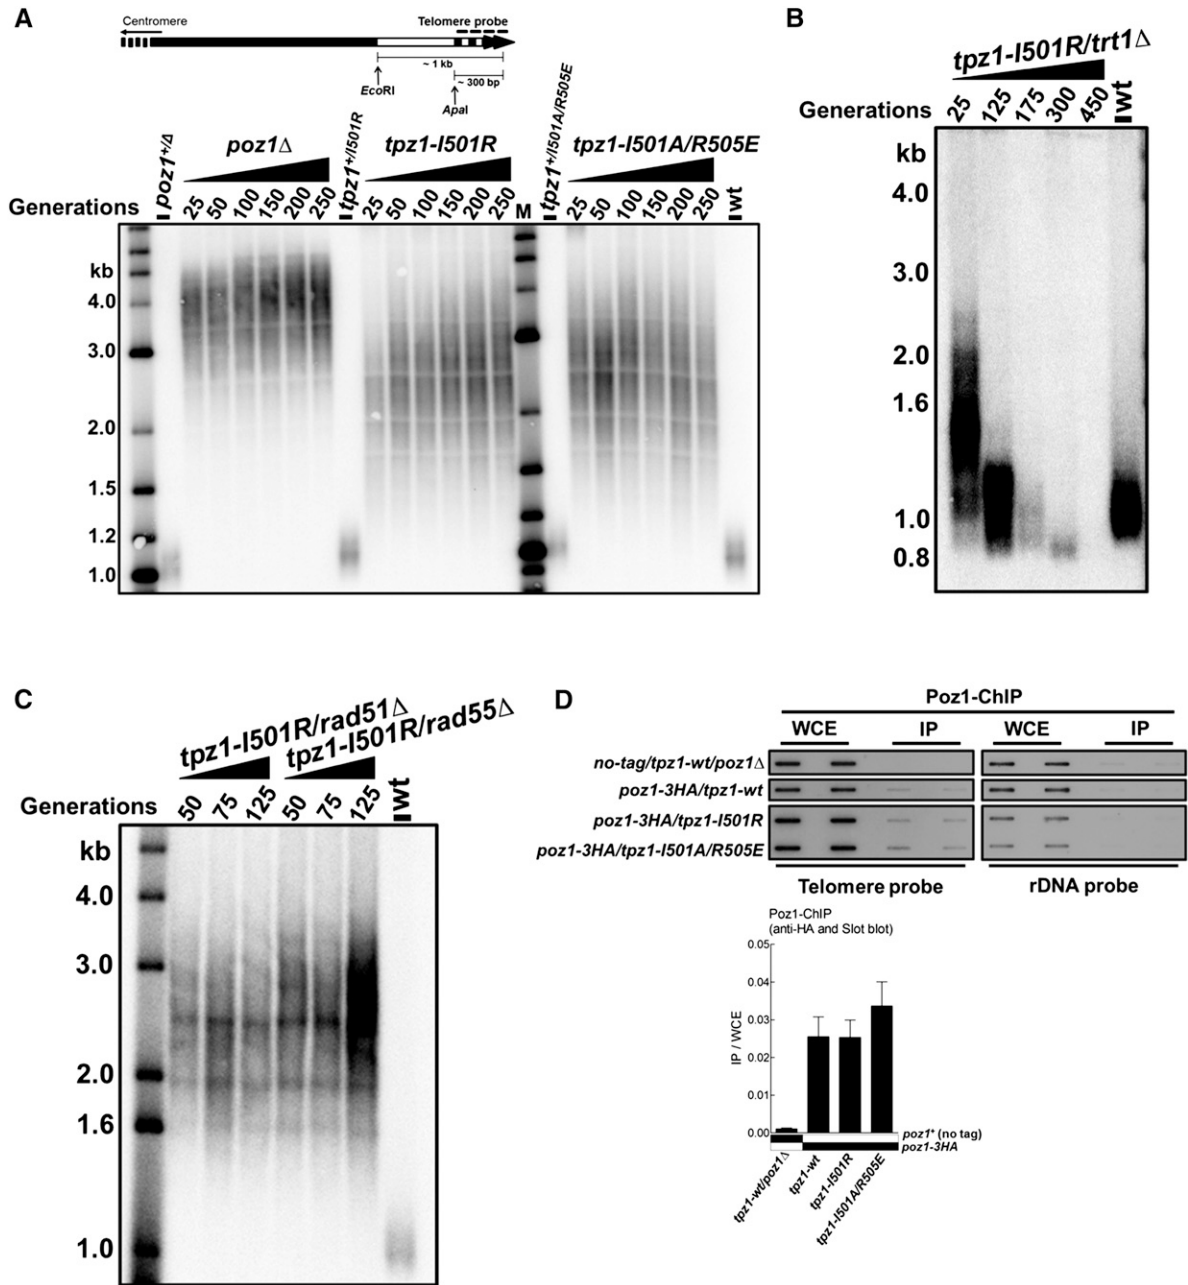 A
Centromere
Telomere probe
~ 1 kb
~ 300 bp
EcoRI
ApaI
poz1+/Δ
poz1Δ
tpz1+/I501R
tpz1-I501R
tpz1+/I501A/R505E
tpz1-I501A/R505E
Generations
25 50 100 150 200 250
25 50 100 150 200 250
M
25 50 100 150 200 250
wt
kb
4.0
3.0
2.0
1.5
1.2
1.0
B
tpz1-I501R/trt1Δ
Generations 25 125 175 300 450 wt
kb
4.0
3.0
2.0
1.6
1.0
0.8
C
tpz1-I501R/rad51Δ
tpz1-I501R/rad55Δ
Generations 50 75 125 50 75 125 wt
kb
4.0
3.0
2.0
1.6
1.0
D
Poz1-ChIP
WCE IP WCE IP
no-tag/tpz1-wt/poz1Δ
poz1-3HA/tpz1-wt
poz1-3HA/tpz1-I501R
poz1-3HA/tpz1-I501A/R505E
Telomere probe rDNA probe
Poz1-ChIP
(anti-HA and Slot blot)
IP / WCE
0.05
0.04
0.03
0.02
0.01
0.00
poz1+ (no tag)
poz1-3HA
tpz1-wt/poz1Δ
tpz1-wt
tpz1-I501R
tpz1-I501A/R505E